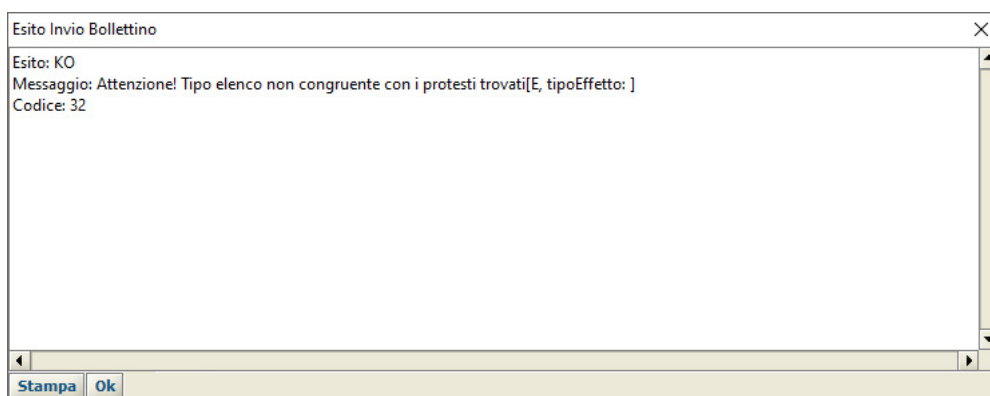 Esito Invio Bollettino
Esito: KO
Messaggio: Attenzione! Tipo elenco non congruente con i protesti trovati[E, tipoEffetto: ]
Codice: 32
Stampa Ok